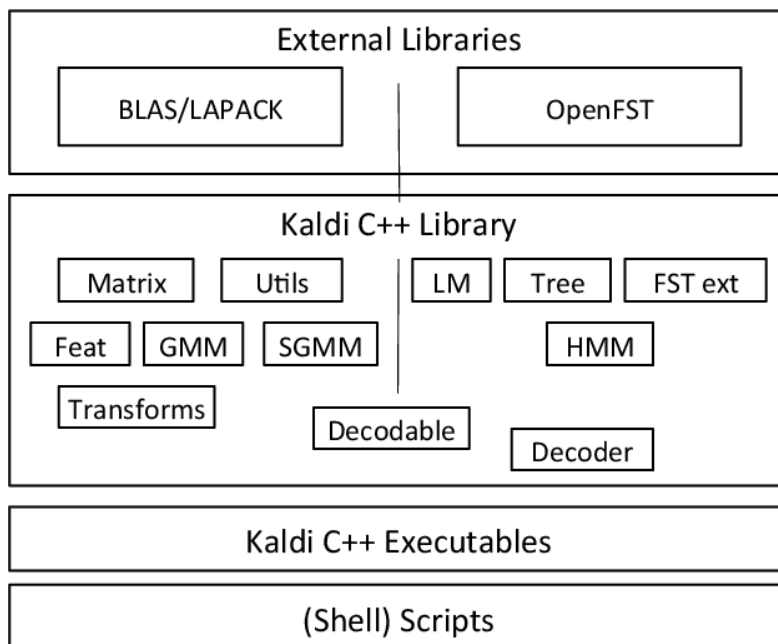 External Libraries
BLAS/LAPACK
OpenFST
Kaldi C++ Library
Matrix
Utils
LM
Tree
FST ext
Feat
GMM
SGMM
HMM
Transforms
Decodable
Decoder
Kaldi C++ Executables
(Shell) Scripts